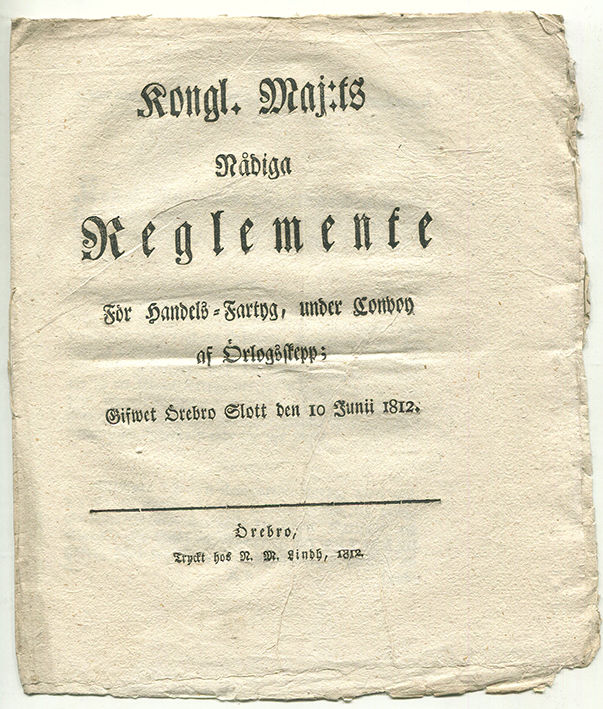 Kongl. Maj:ts
Nådiga
Reglemente
För Handels-Fartyg, under Convoy
af Örlogsskepp;
Gifwet Örebro Slott den 10 Junii 1812.
Örebro,
Tryckt hos N. M. Lindh, 1812.